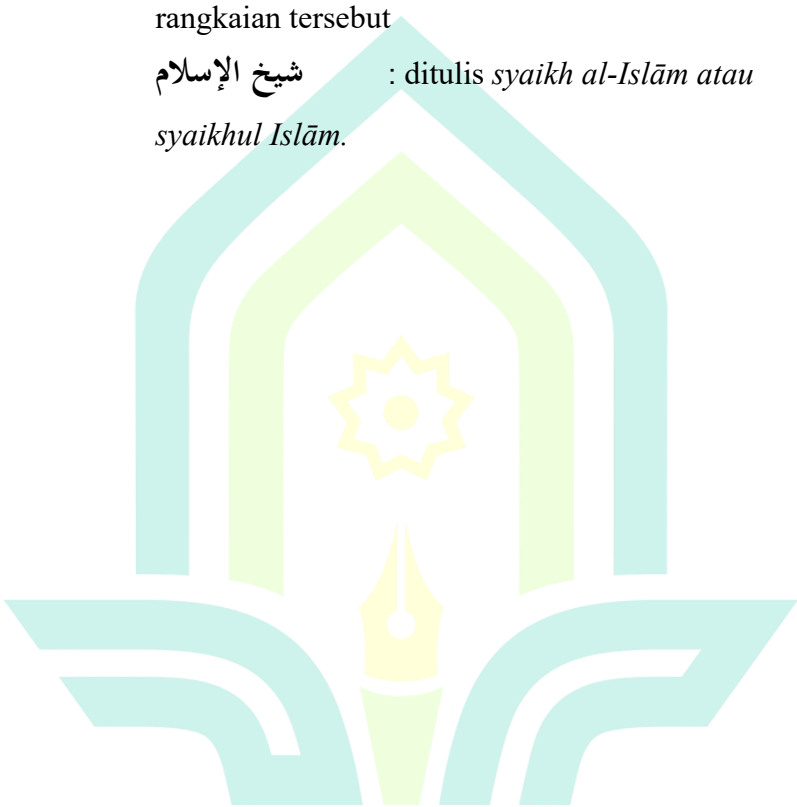 rangkaian tersebut
شيخ الإسلام : ditulis syaikh al-Islām atau
syaikhul Islām.